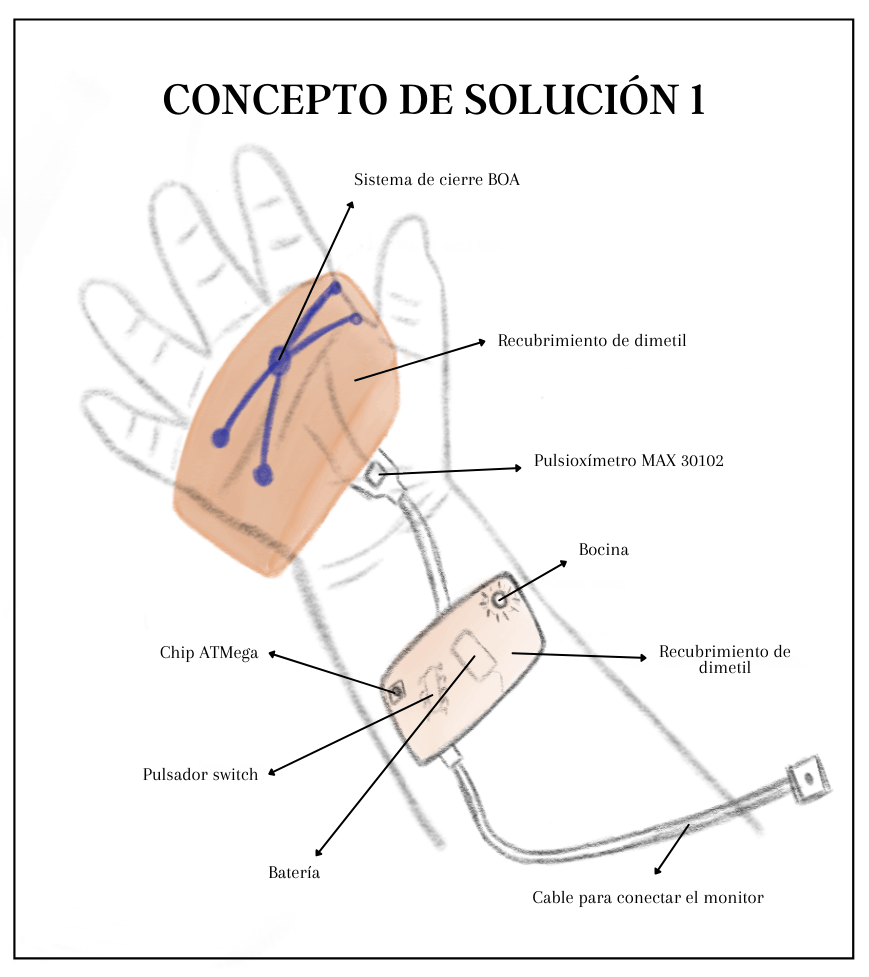 CONCEPTO DE SOLUCIÓN 1
Sistema de cierre BOA
Recubrimiento de dimetil
Pulsioxímetro MAX 30102
Bocina
Chip ATMega
Recubrimiento de
dimetil
Pulsador switch
Batería
Cable para conectar el monitor